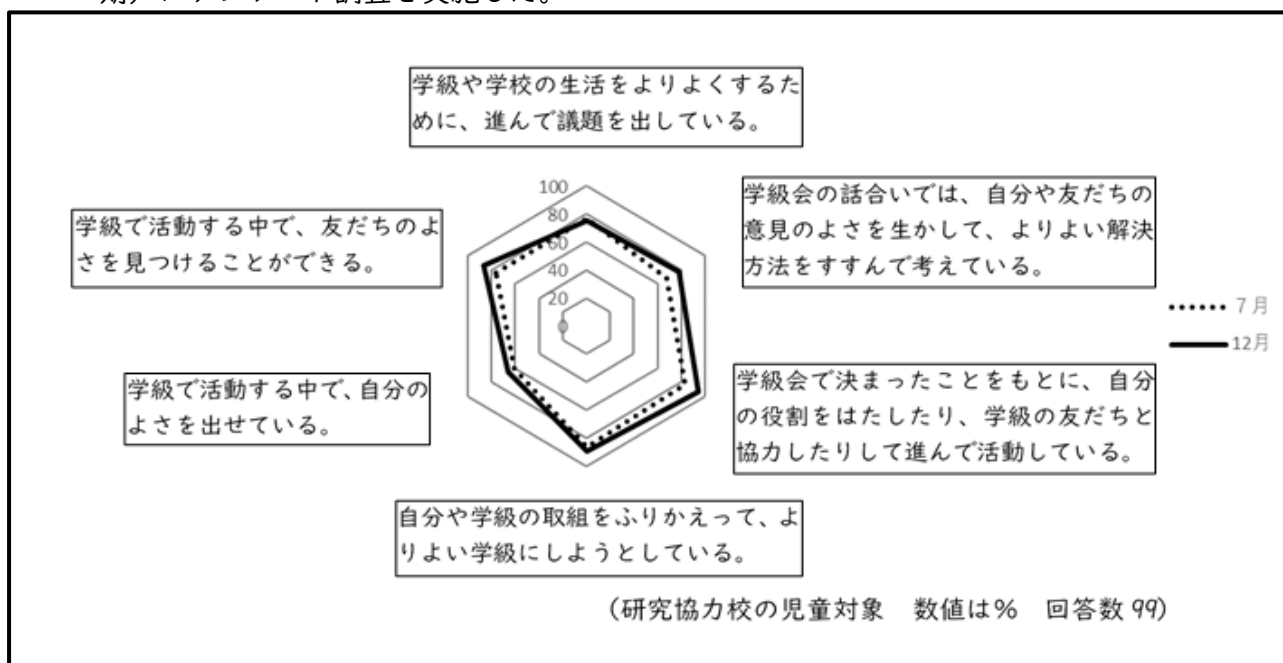 学級や学校の生活をよりよくするた
めに、進んで議題を出している。
100
80
60
40
20
0
学級会の話合いでは、自分や友だちの
意見のよさを生かして、よりよい解決
方法をすすんで考えている。
学級で活動する中で、友だちのよ
さを見つけることができる。
7月
12月
学級会で決まったことをもとに、自分
の役割をはたしたり、学級の友だちと
協力したりして進んで活動している。
学級で活動する中で、自分の
よさを出せている。
自分や学級の取組をふりかえって、よ
りよい学級にしようとしている。
(研究協力校の児童対象　数値は%　回答数 99)